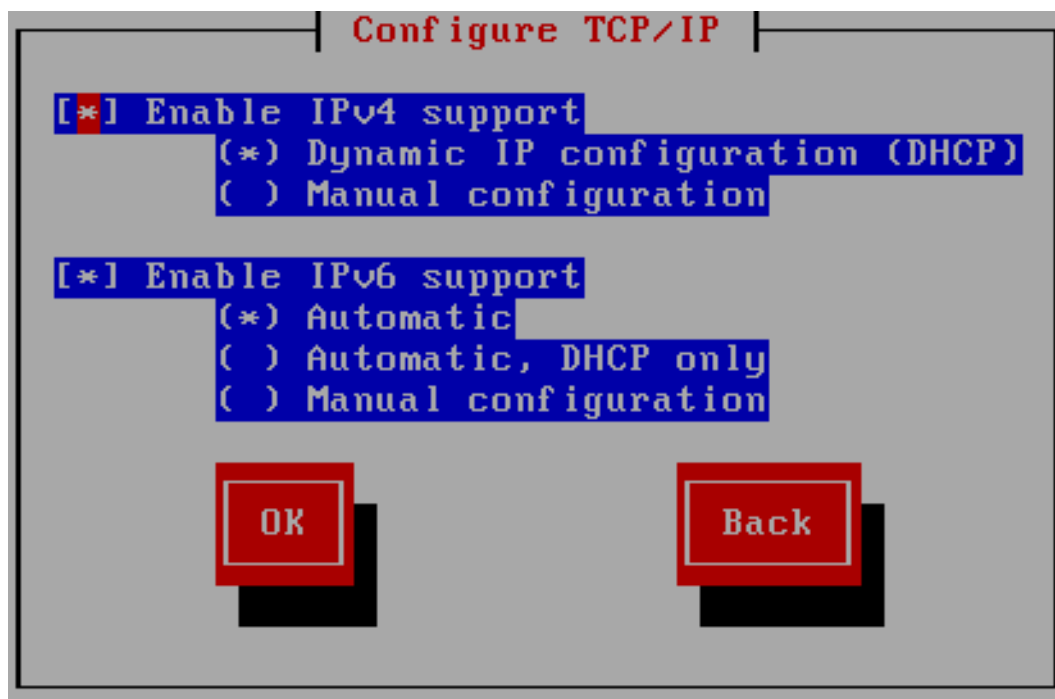 Configure TCP/IP
[*] Enable IPv4 support
(*) Dynamic IP configuration (DHCP)
( ) Manual configuration
[*] Enable IPv6 support
(*) Automatic
( ) Automatic, DHCP only
( ) Manual configuration
OK Back